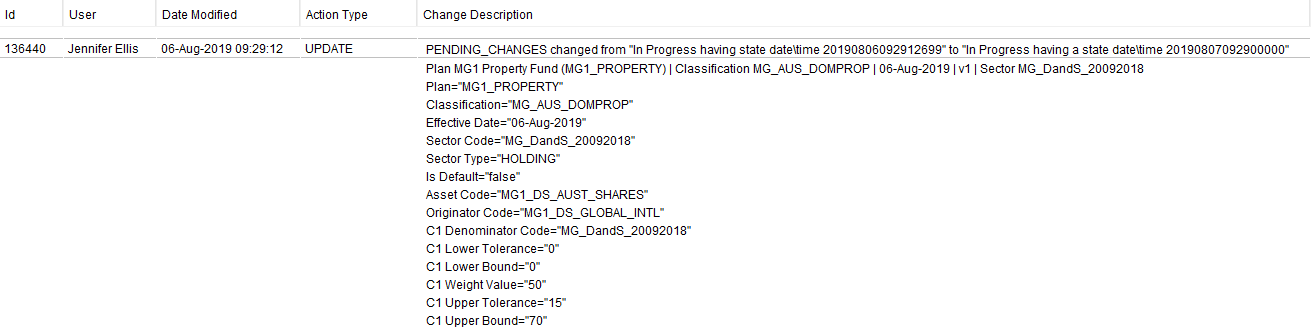 Id User Date Modified Action Type Change Description
136440 Jennifer Ellis 06-Aug-2019 09:29:12 UPDATE PENDING_CHANGES changed from "In Progress having state date\time 20190806092912699" to "In Progress having a state date\time 20190807092900000"
Plan MG1 Property Fund (MG1_PROPERTY) | Classification MG_AUS_DOMPROP | 06-Aug-2019 | v1 | Sector MG_DandS_20092018
Plan="MG1_PROPERTY"
Classification="MG_AUS_DOMPROP"
Effective Date="06-Aug-2019"
Sector Code="MG_DandS_20092018"
Sector Type="HOLDING"
Is Default="false"
Asset Code="MG1_DS_AUST_SHARES"
Originator Code="MG1_DS_GLOBAL_INTL"
C1 Denominator Code="MG_DandS_20092018"
C1 Lower Tolerance="0"
C1 Lower Bound="0"
C1 Weight Value="50"
C1 Upper Tolerance="15"
C1 Upper Bound="70"